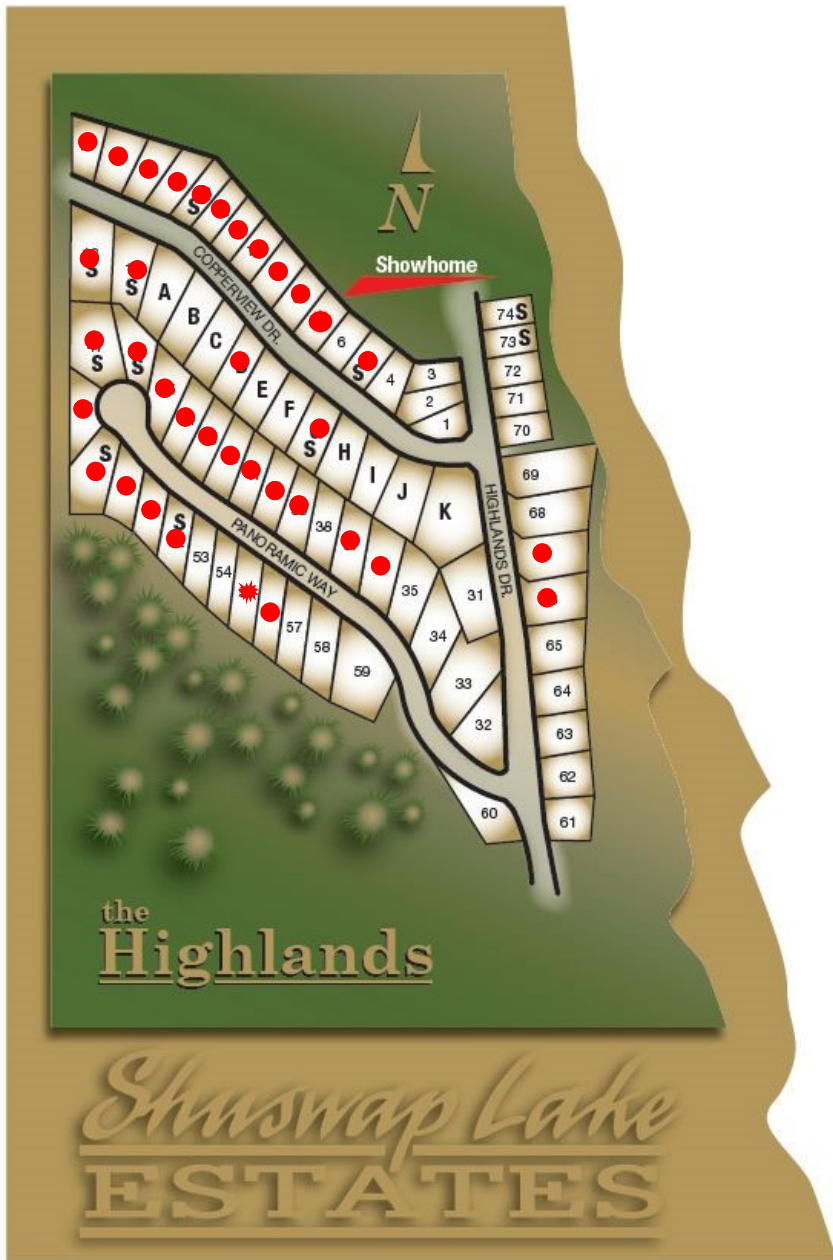 N
Showhome
S
COPPERVIEW DR.
S
S
A
B
C
E
F
S
H
I
J
K
6
S
4
3
2
1
74 S
73 S
72
71
70
69
68
65
64
63
62
61
HIGHLANDS DR.
S
S
S
S
38
35
34
33
32
31
PANORAMIC WAY
53
54
57
58
59
60
the
Highlands
Shuswap Lake
ESTATES